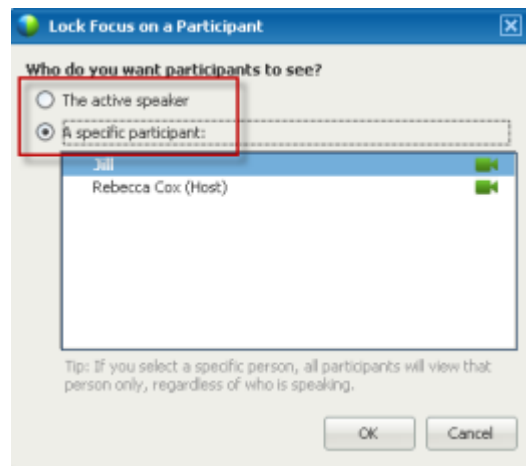 Lock Focus on a Participant
Who do you want participants to see?
The active speaker
A specific participant:
Jill
Rebecca Cox (Host)
Tip: If you select a specific person, all participants will view that
person only, regardless of who is speaking.
OK
Cancel